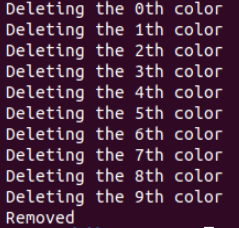 Deleting the 0th color
Deleting the 1th color
Deleting the 2th color
Deleting the 3th color
Deleting the 4th color
Deleting the 5th color
Deleting the 6th color
Deleting the 7th color
Deleting the 8th color
Deleting the 9th color
Removed